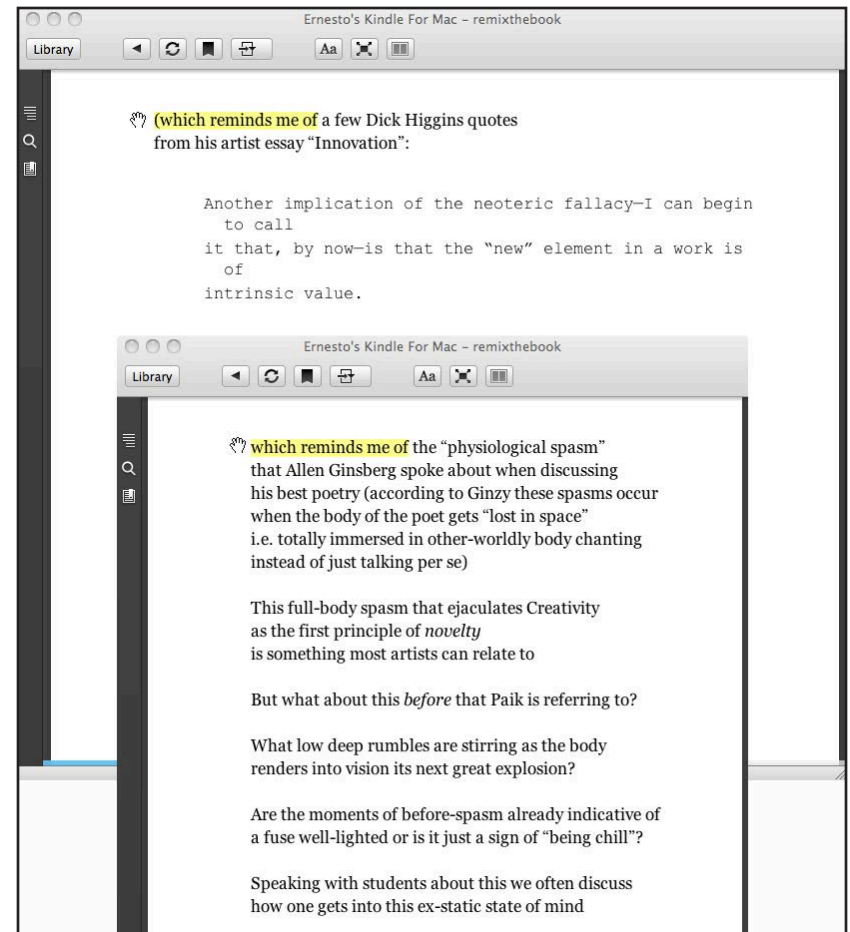 Ernesto's Kindle For Mac – remixthebook
Library
Aa
(which reminds me of a few Dick Higgins quotes
from his artist essay “Innovation”:
Another implication of the neoteric fallacy—I can begin
to call
it that, by now—is that the “new” element in a work is
of
intrinsic value.
Ernesto's Kindle For Mac – remixthebook
Library
Aa
which reminds me of the “physiological spasm”
that Allen Ginsberg spoke about when discussing
his best poetry (according to Ginzy these spasms occur
when the body of the poet gets “lost in space”
i.e. totally immersed in other-worldly body chanting
instead of just talking per se)
This full-body spasm that ejaculates Creativity
as the first principle of novelty
is something most artists can relate to
But what about this before that Paik is referring to?
What low deep rumbles are stirring as the body
renders into vision its next great explosion?
Are the moments of before-spasm already indicative of
a fuse well-lighted or is it just a sign of “being chill”?
Speaking with students about this we often discuss
how one gets into this ex-static state of mind